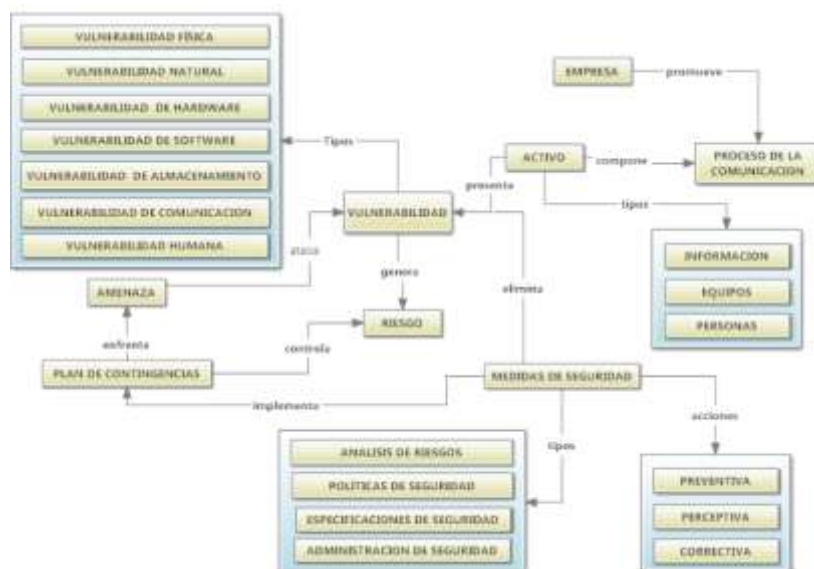 VULNERABILIDAD FÍSICA
VULNERABILIDAD NATURAL
VULNERABILIDAD DE HARDWARE
VULNERABILIDAD DE SOFTWARE
VULNERABILIDAD DE ALMACENAMIENTO
VULNERABILIDAD DE COMUNICACION
VULNERABILIDAD HUMANA
EMPRESA
promueve
Tipos
ACTIVO
compone
PROCESO DE LA
COMUNICACIÓN
presenta
tipos
VULNERABILIDAD
ataca
genera
elimina
INFORMACION
EQUIPOS
PERSONAS
AMENAZA
RIESGO
enfrenta
controla
PLAN DE CONTINGENCIAS
MEDIDAS DE SEGURIDAD
implementa
acciones
tipos
ANALISIS DE RIESGOS
POLITICAS DE SEGURIDAD
ESPECIFICACIONES DE SEGURIDAD
ADMINISTRACION DE SEGURIDAD
PREVENTIVA
PERCEPTIVA
CORRECTIVA